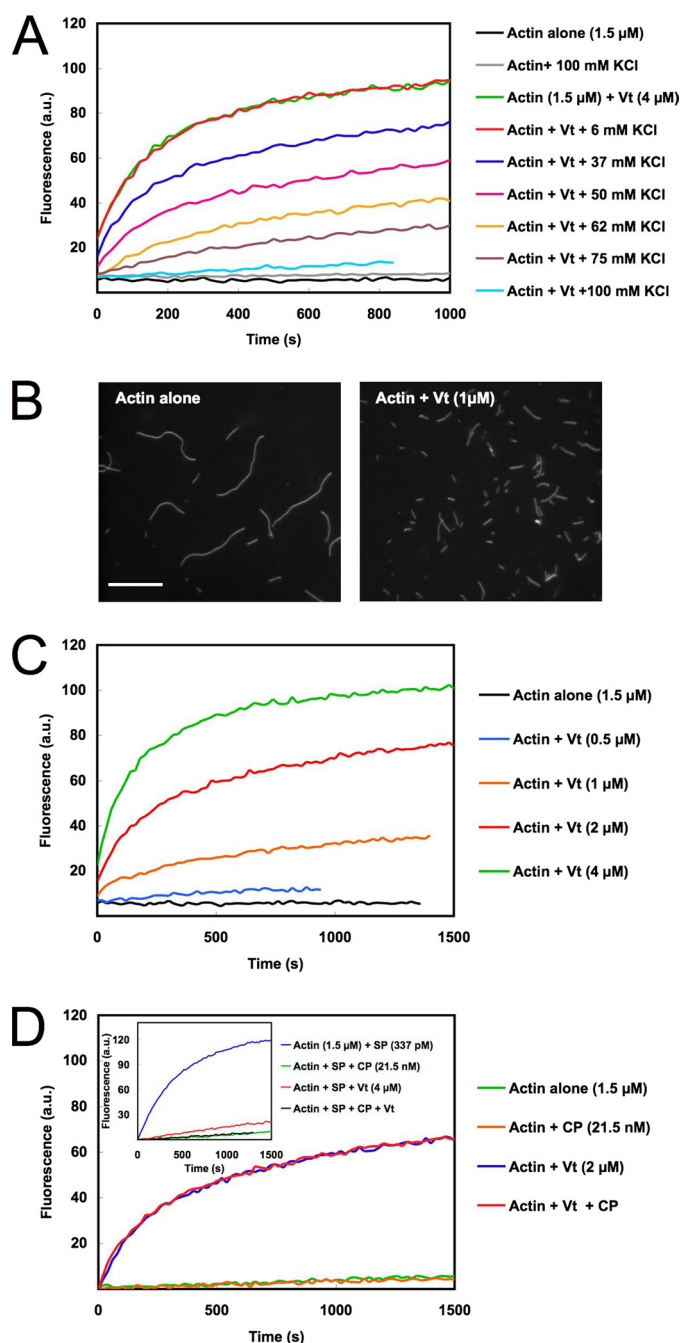 A
Fluorescence (a.u.)
120
100
80
60
40
20
0
200
400
600
800
1000
Time (s)
Actin alone (1.5 µM)
Actin+ 100 mM KCl
Actin (1.5 µM) + Vt (4 µM)
Actin + Vt + 6 mM KCl
Actin + Vt + 37 mM KCl
Actin + Vt + 50 mM KCl
Actin + Vt + 62 mM KCl
Actin + Vt + 75 mM KCl
Actin + Vt +100 mM KCl
B
Actin alone
Actin + Vt (1µM)
C
Fluorescence (a.u.)
120
100
80
60
40
20
0
500
1000
1500
Time (s)
Actin alone (1.5 µM)
Actin + Vt (0.5 µM)
Actin + Vt (1 µM)
Actin + Vt (2 µM)
Actin + Vt (4 µM)
D
Fluorescence (a.u.)
120
100
80
60
40
20
0
500
1000
1500
Time (s)
Fluorescence (a.u.)
120
90
60
30
0
500
1000
1500
Time (s)
Actin (1.5 µM) + SP (337 pM)
Actin + SP + CP (21.5 nM)
Actin + SP + Vt (4 µM)
Actin + SP + CP + Vt
Actin alone (1.5 µM)
Actin + CP (21.5 nM)
Actin + Vt (2 µM)
Actin + Vt + CP